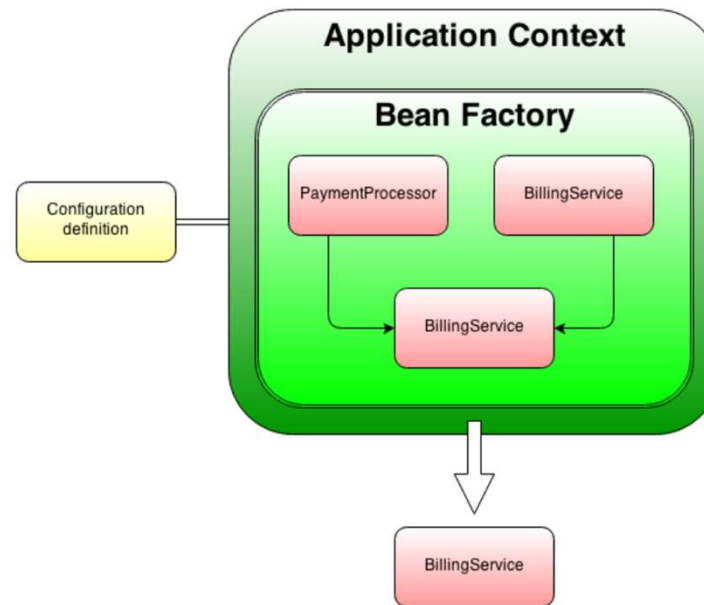 Application Context
Bean Factory
PaymentProcessor
BillingService
Configuration
definition
BillingService
BillingService